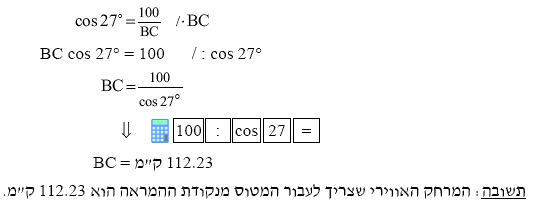 cos 27° = 100/BC  /·BC
BC cos 27° = 100  / : cos 27°
BC = 100/cos 27°
⇓ 100 : cos 27 =
BC = 112.23 ק״מ
תשובה: המרחק האווירי שצריך לעבור המטוס מנקודת ההמראה הוא 112.23 ק״מ.